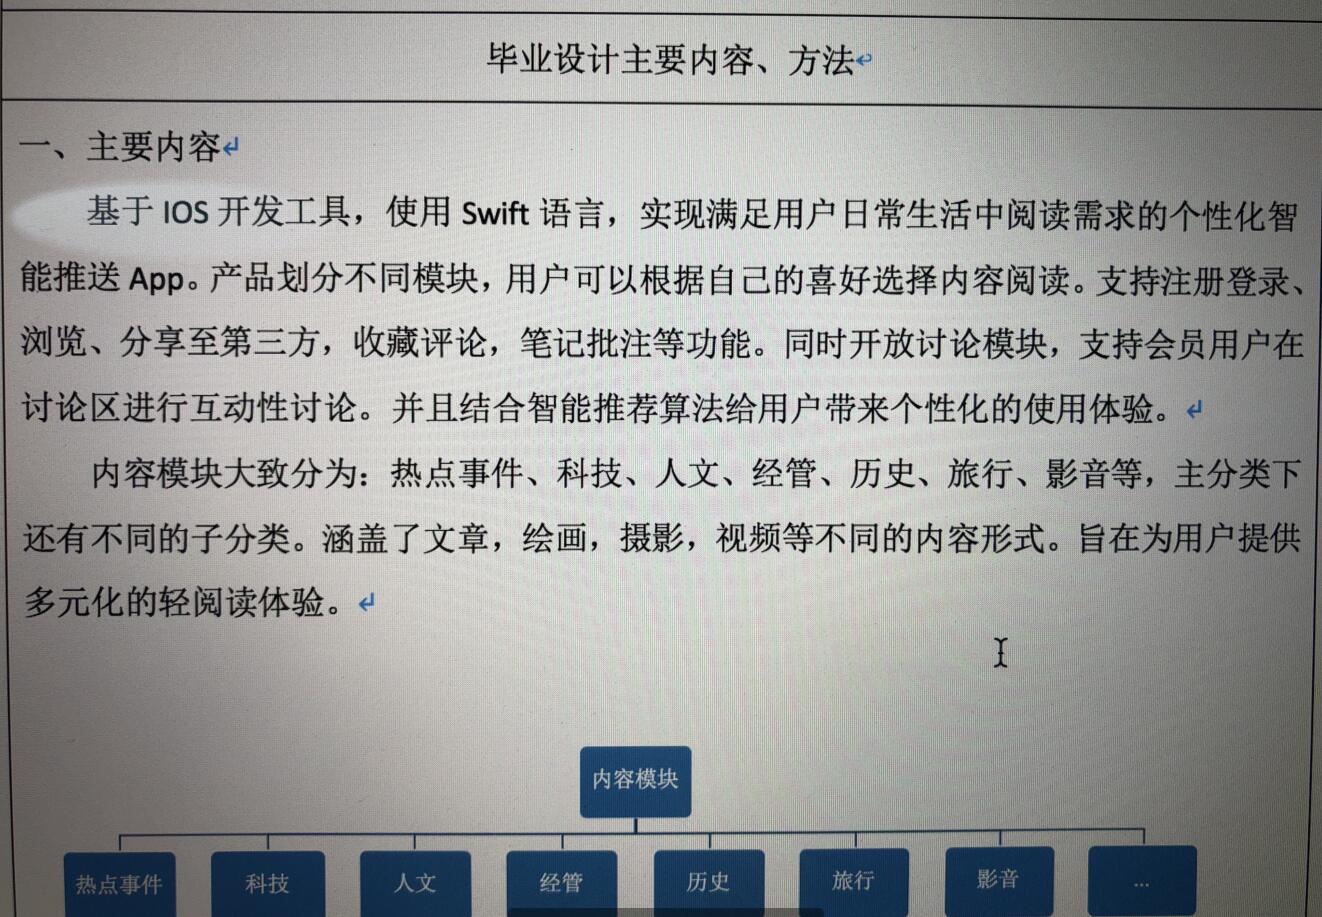 毕业设计主要内容、方法
一、主要内容
基于 IOS 开发工具，使用 Swift 语言，实现满足用户日常生活中阅读需求的个性化智
能推送 App。产品划分不同模块，用户可以根据自己的喜好选择内容阅读。支持注册登录、
浏览、分享至第三方，收藏评论，笔记批注等功能。同时开放讨论模块，支持会员用户在
讨论区进行互动性讨论。并且结合智能推荐算法给用户带来个性化的使用体验。
内容模块大致分为：热点事件、科技、人文、经管、历史、旅行、影音等，主分类下
还有不同的子分类。涵盖了文章，绘画，摄影，视频等不同的内容形式。旨在为用户提供
多元化的轻阅读体验。
内容模块
热点事件 科技 人文 经管 历史 旅行 影音 ...